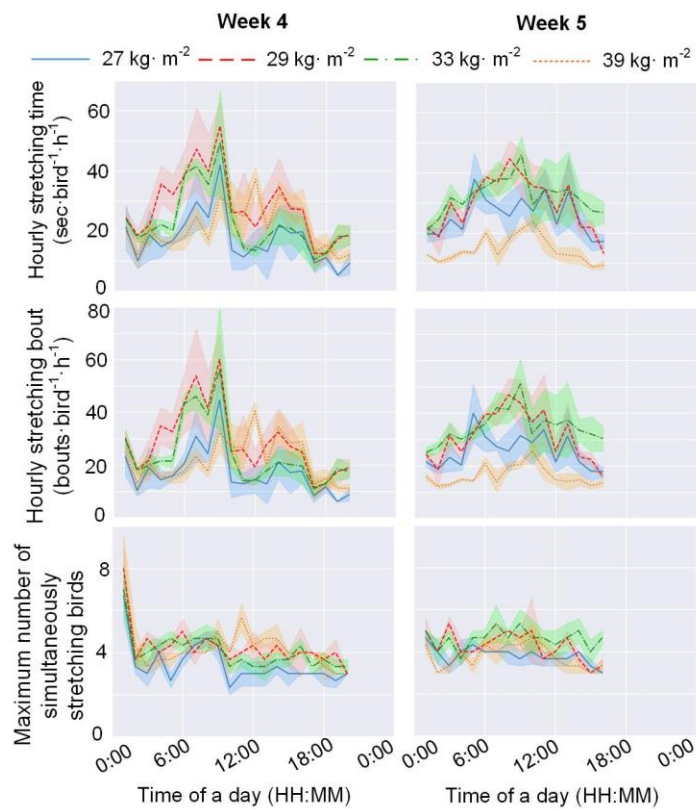 Week 4
Week 5
27 kg· m⁻²
29 kg· m⁻²
33 kg· m⁻²
39 kg· m⁻²
Hourly stretching time
(sec·bird⁻¹·h⁻¹)
60
40
20
0
Hourly stretching bout
(bouts·bird⁻¹·h⁻¹)
80
60
40
20
0
Maximum number of
simultaneously
stretching birds
8
4
0
0:00
6:00
12:00
18:00
0:00
0:00
6:00
12:00
18:00
0:00
Time of a day (HH:MM)
Time of a day (HH:MM)